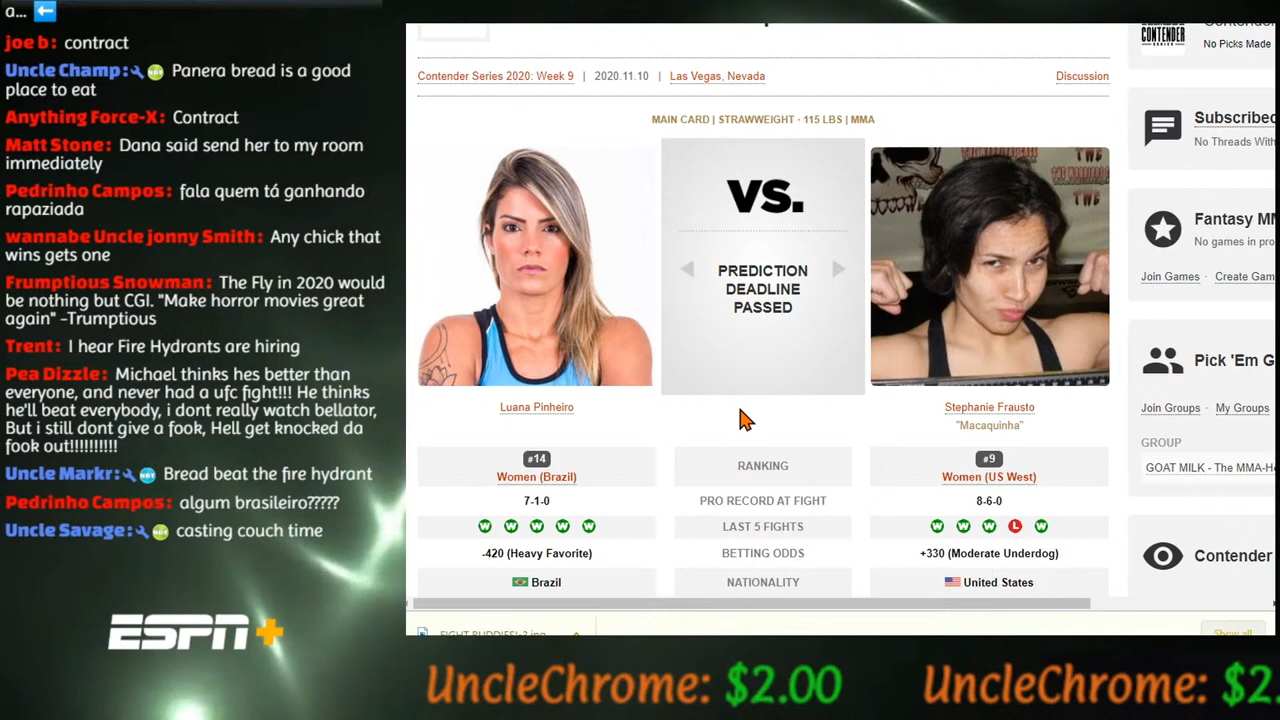 a... ⬅
joe b: contract
Uncle Champ: Panera bread is a good
place to eat
Anything Force-X: Contract
Matt Stone: Dana said send her to my room
immediately
Pedrinho Campos: fala quem tá ganhando
rapaziada
wannabe Uncle jonny Smith: Any chick that
wins gets one
Frumptious Snowman: The Fly in 2020 would
be nothing but CGI. "Make horror movies great
again" -Trumptious
Trent: I hear Fire Hydrants are hiring
Pea Dizzle: Michael thinks hes better than
everyone, and never had a ufc fight!!! He thinks
he'll beat everybody, i dont really watch bellator,
But i still dont give a fook, Hell get knocked da
fook out!!!!!!!!!!
Uncle Markr: Bread beat the fire hydrant
Pedrinho Campos: algum brasileiro?????
Uncle Savage: casting couch time
ESPN+
Contender Series 2020: Week 9 | 2020.11.10 | Las Vegas, Nevada Discussion
MAIN CARD | STRAWWEIGHT · 115 LBS | MMA
VS.
PREDICTION
DEADLINE
PASSED
Luana Pinheiro Stephanie Frausto
"Macaquinha"
#14 RANKING #9
Women (Brazil) Women (US West)
7-1-0 PRO RECORD AT FIGHT 8-6-0
W W W W W LAST 5 FIGHTS W W W L W
-420 (Heavy Favorite) BETTING ODDS +330 (Moderate Underdog)
Brazil NATIONALITY United States
CONTENDER
SERIES
No Picks Made
Subscribed
No Threads With
Fantasy MM
No games in pro
Join Games · Create Gam
Pick 'Em G
Join Groups · My Groups
GROUP
GOAT MILK - The MMA-H
Contender
Show all
UncleChrome: $2.00 UncleChrome: $2.